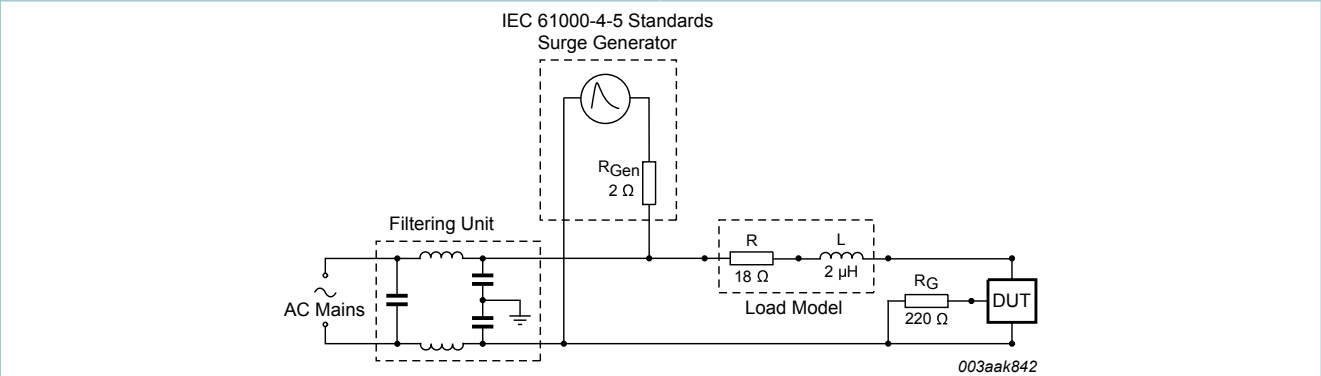 IEC 61000-4-5 Standards
Surge Generator
RGen
2 Ω
Filtering Unit
AC Mains
R
18 Ω
L
2 μH
Load Model
RG
220 Ω
DUT
003aak842